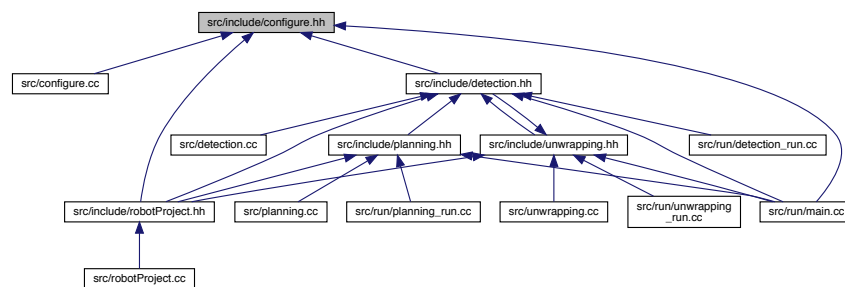 src/include/configure.hh
src/configure.cc
src/include/detection.hh
src/detection.cc
src/include/planning.hh
src/include/unwrapping.hh
src/run/detection_run.cc
src/include/robotProject.hh
src/planning.cc
src/run/planning_run.cc
src/unwrapping.cc
src/run/unwrapping
_run.cc
src/run/main.cc
src/robotProject.cc